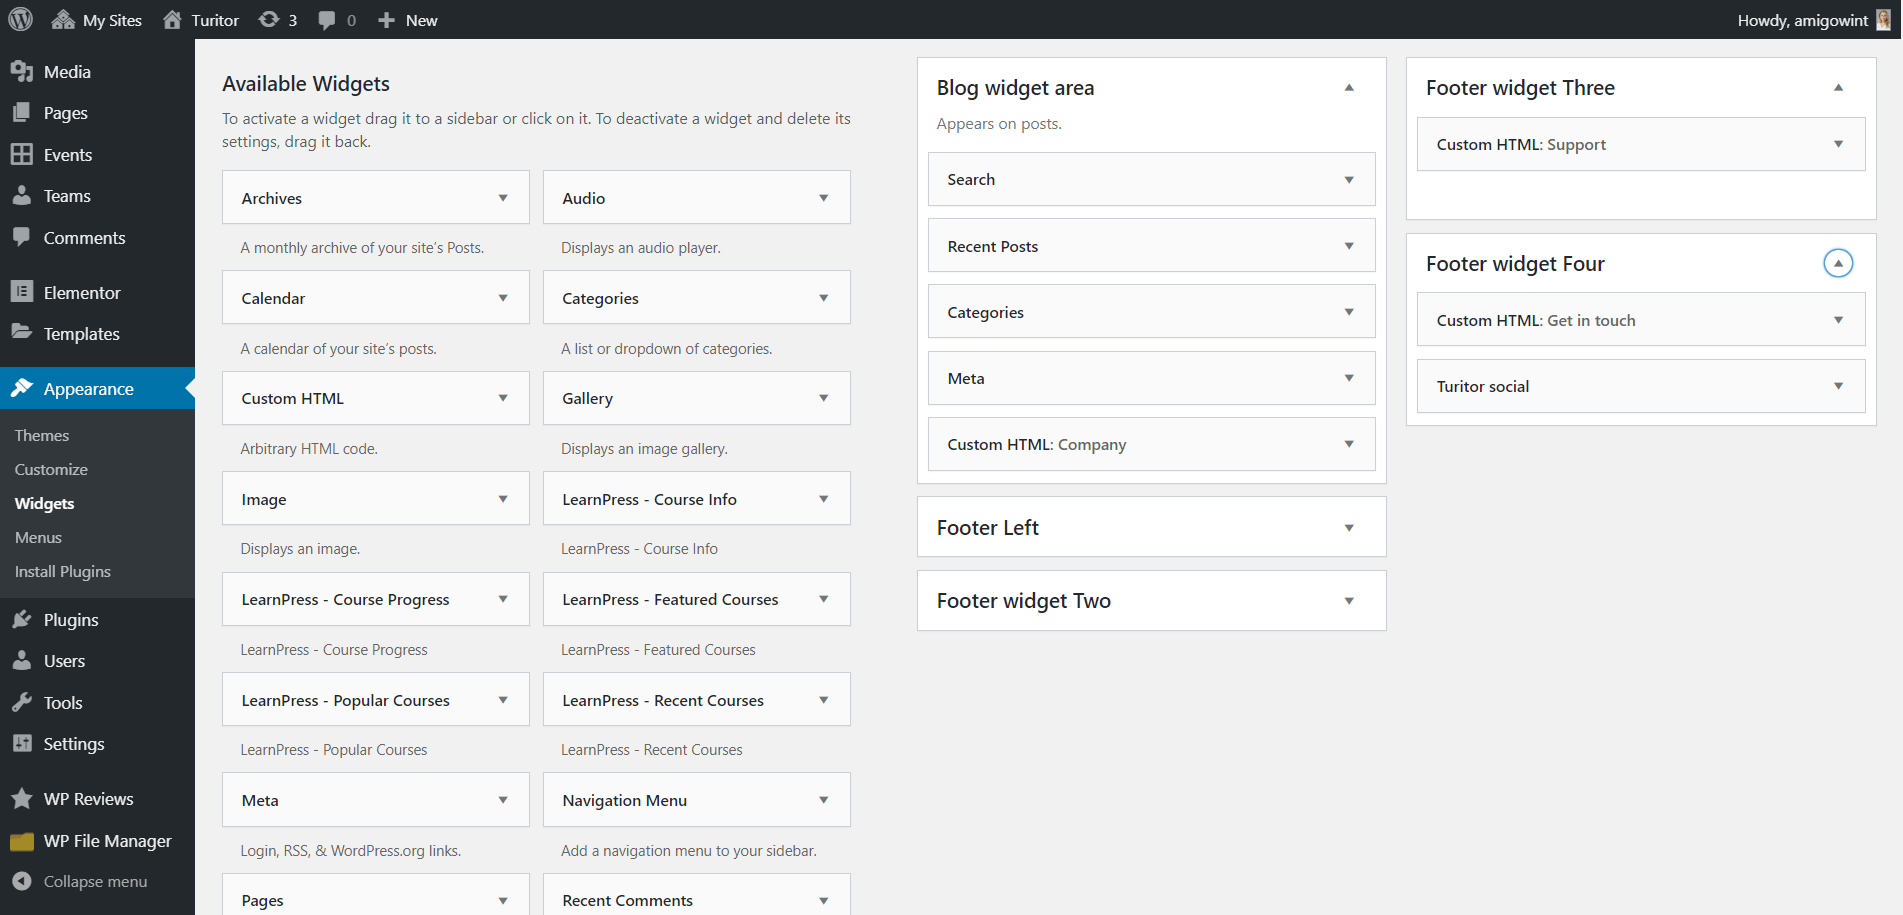 My Sites
Turitor
3
0
New
Howdy, amigowint
Media
Pages
Events
Teams
Comments
Elementor
Templates
Appearance
Themes
Customize
Widgets
Menus
Install Plugins
Plugins
Users
Tools
Settings
WP Reviews
WP File Manager
Collapse menu
Available Widgets
To activate a widget drag it to a sidebar or click on it. To deactivate a widget and delete its
settings, drag it back.
Archives
A monthly archive of your site’s Posts.
Audio
Displays an audio player.
Calendar
A calendar of your site’s posts.
Categories
A list or dropdown of categories.
Custom HTML
Arbitrary HTML code.
Gallery
Displays an image gallery.
Image
Displays an image.
LearnPress - Course Info
LearnPress - Course Info
LearnPress - Course Progress
LearnPress - Course Progress
LearnPress - Featured Courses
LearnPress - Featured Courses
LearnPress - Popular Courses
LearnPress - Popular Courses
LearnPress - Recent Courses
LearnPress - Recent Courses
Meta
Login, RSS, & WordPress.org links.
Navigation Menu
Add a navigation menu to your sidebar.
Pages
Recent Comments
Blog widget area
Appears on posts.
Search
Recent Posts
Categories
Meta
Custom HTML: Company
Footer Left
Footer widget Two
Footer widget Three
Custom HTML: Support
Footer widget Four
Custom HTML: Get in touch
Turitor social